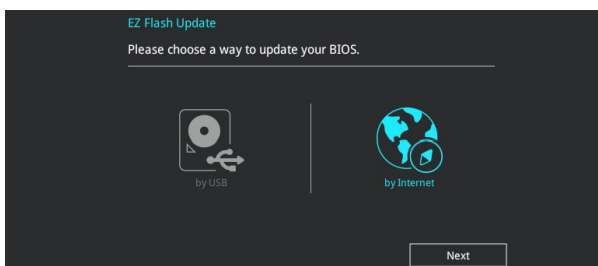 EZ Flash Update
Please choose a way to update your BIOS.
by USB
by Internet
Next